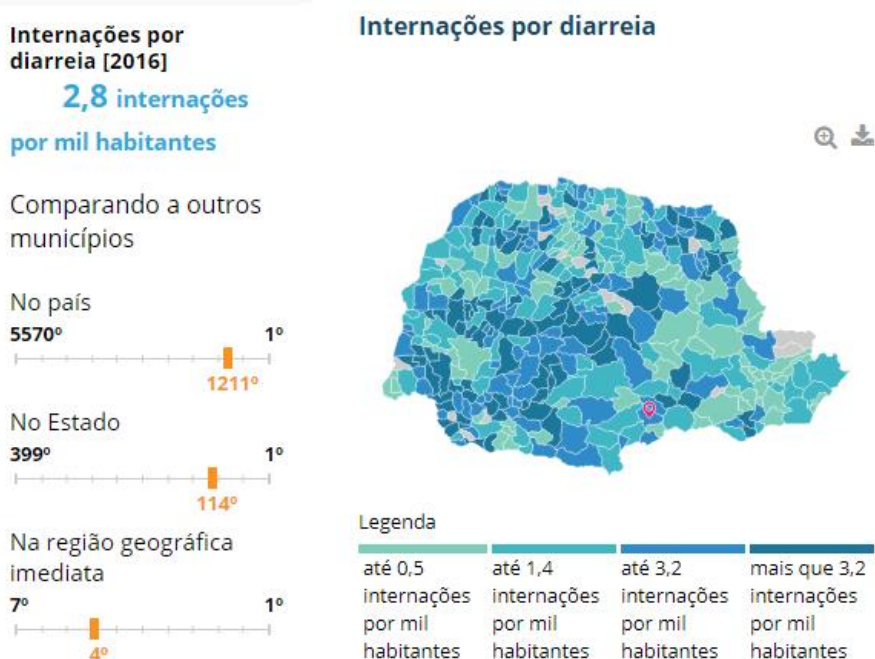 Internações por
diarreia [2016]
2,8 internações
por mil habitantes
Comparando a outros
municípios
No país
5570º 1º
1211º
No Estado
399º 1º
114º
Na região geográfica
imediata
7º 1º
4º
Internações por diarreia
Legenda
até 0,5
internações
por mil
habitantes
até 1,4
internações
por mil
habitantes
até 3,2
internações
por mil
habitantes
mais que 3,2
internações
por mil
habitantes